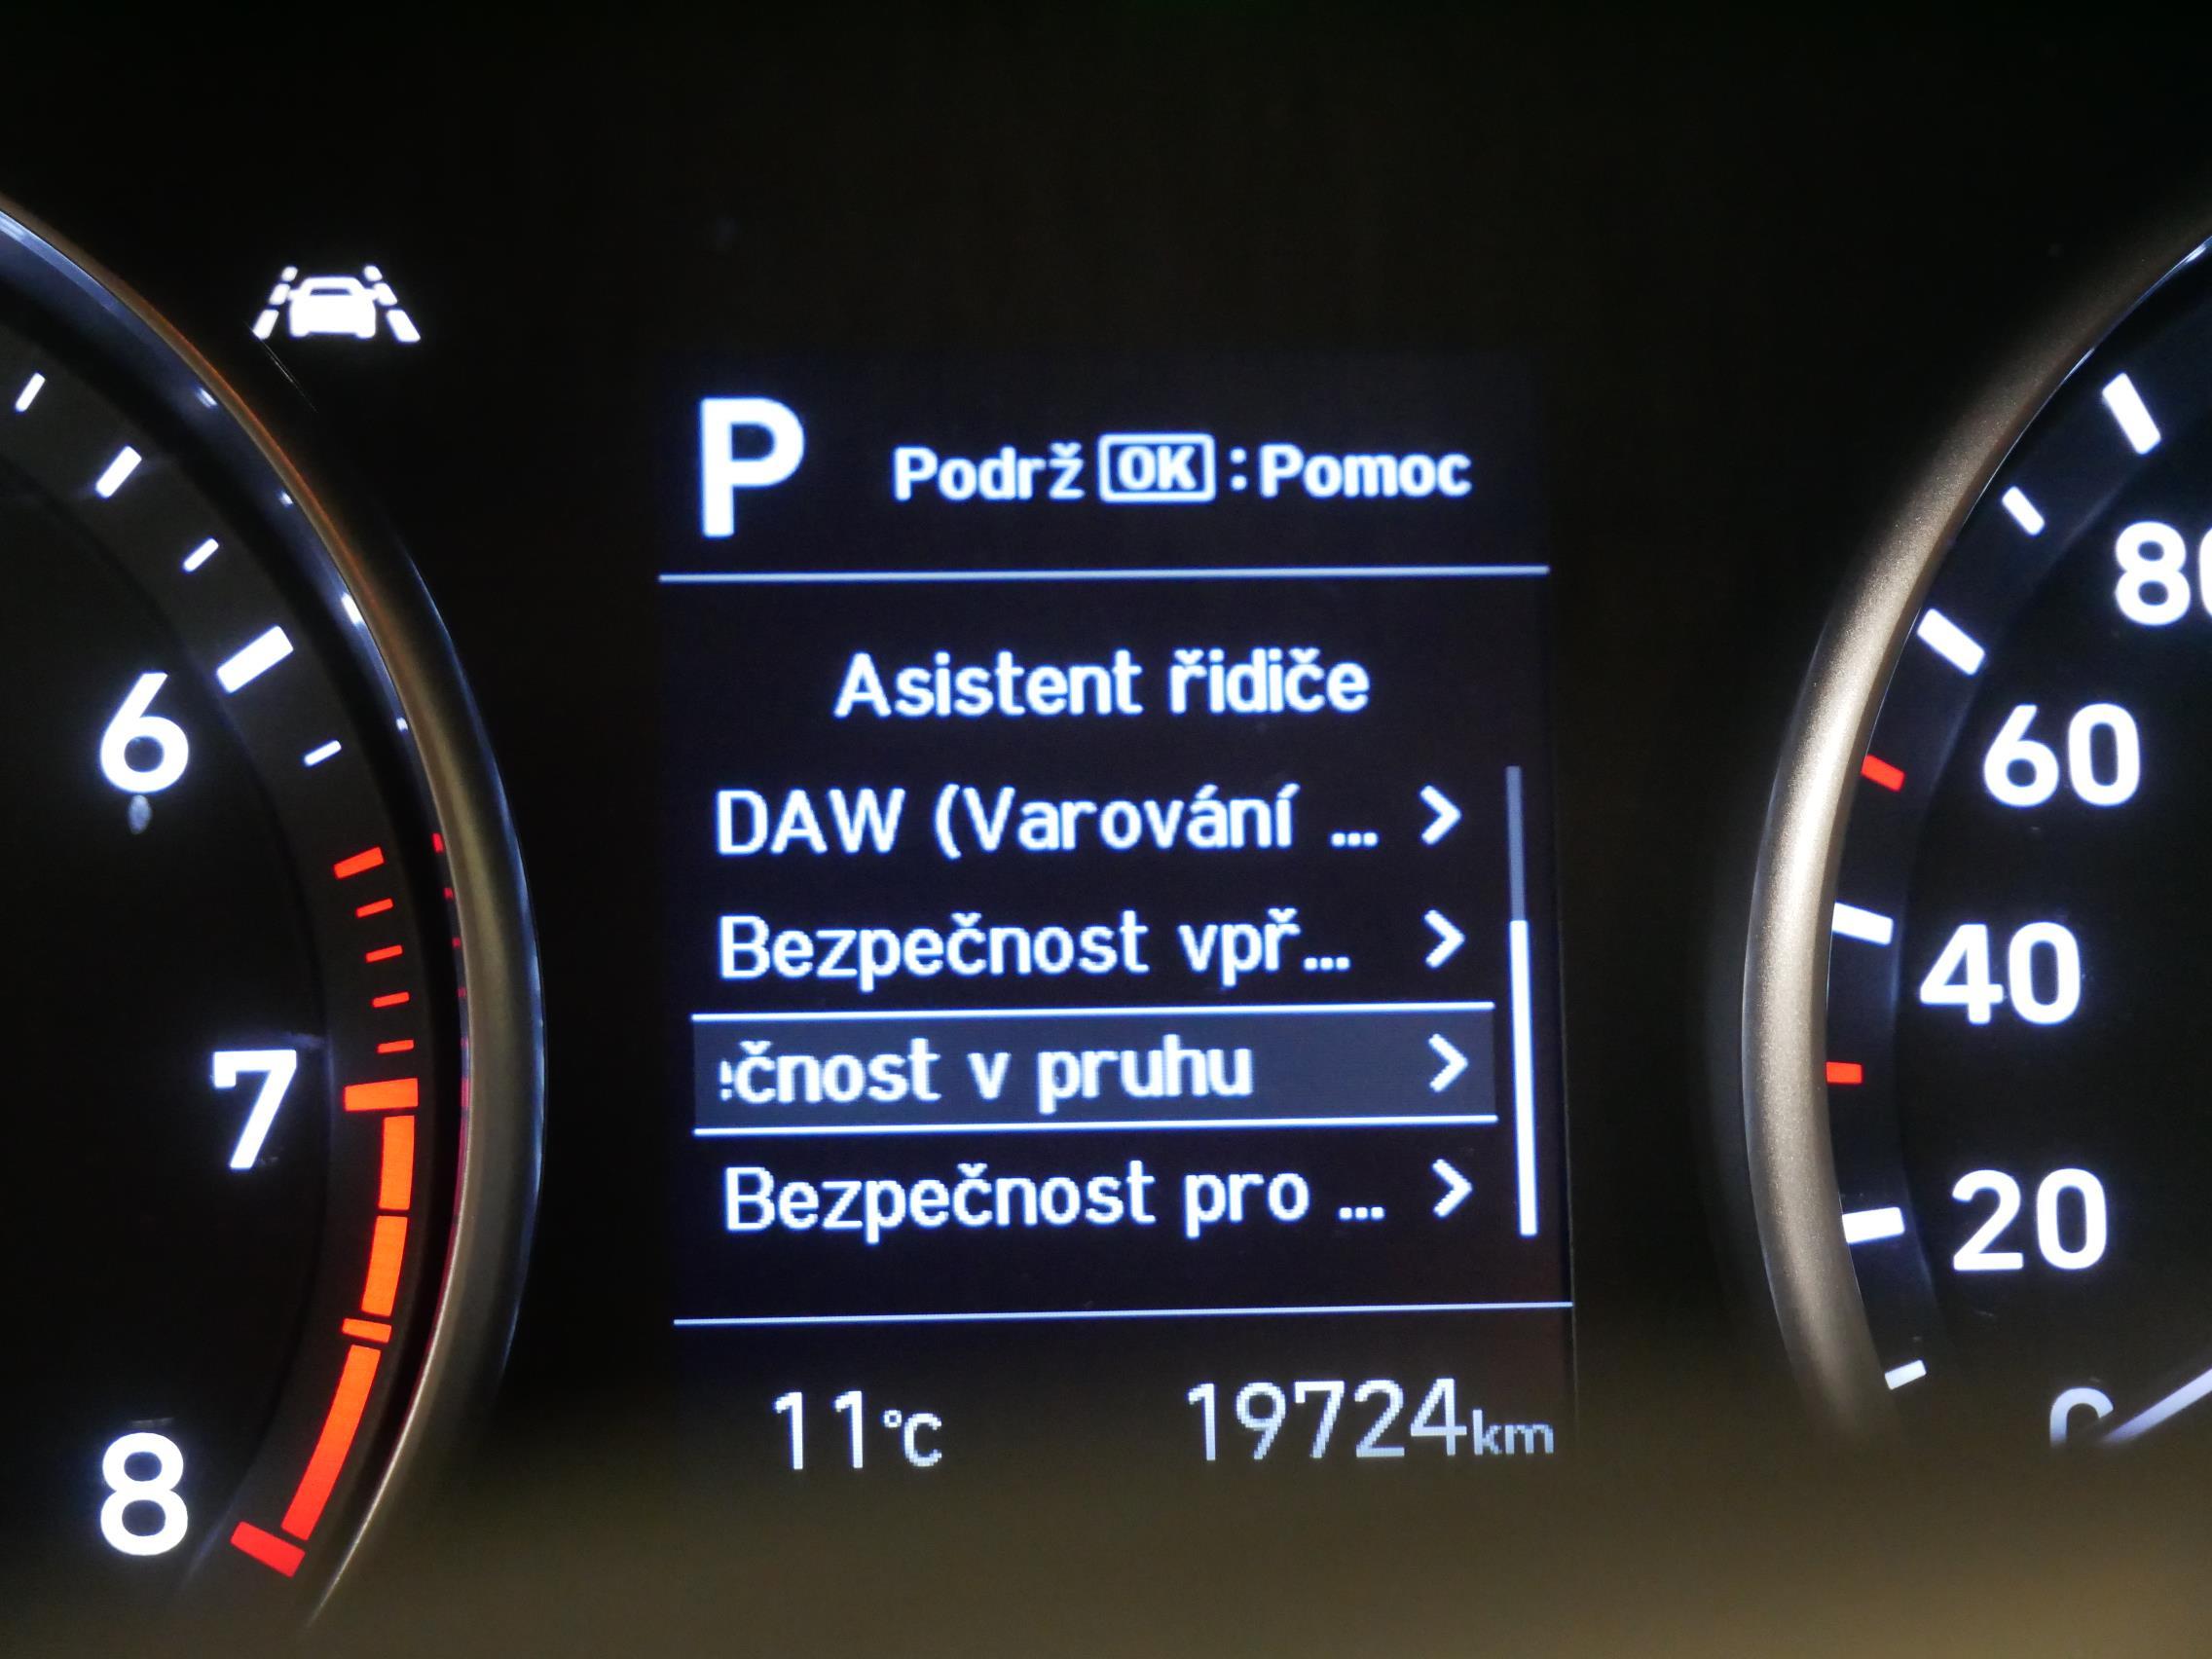 P Podrž OK : Pomoc
Asistent řidiče
DAW (Varování ...
Bezpečnost vpř...
čnost v pruhu
Bezpečnost pro ...
11°C 19724km
6
7
8
80
60
40
20
0